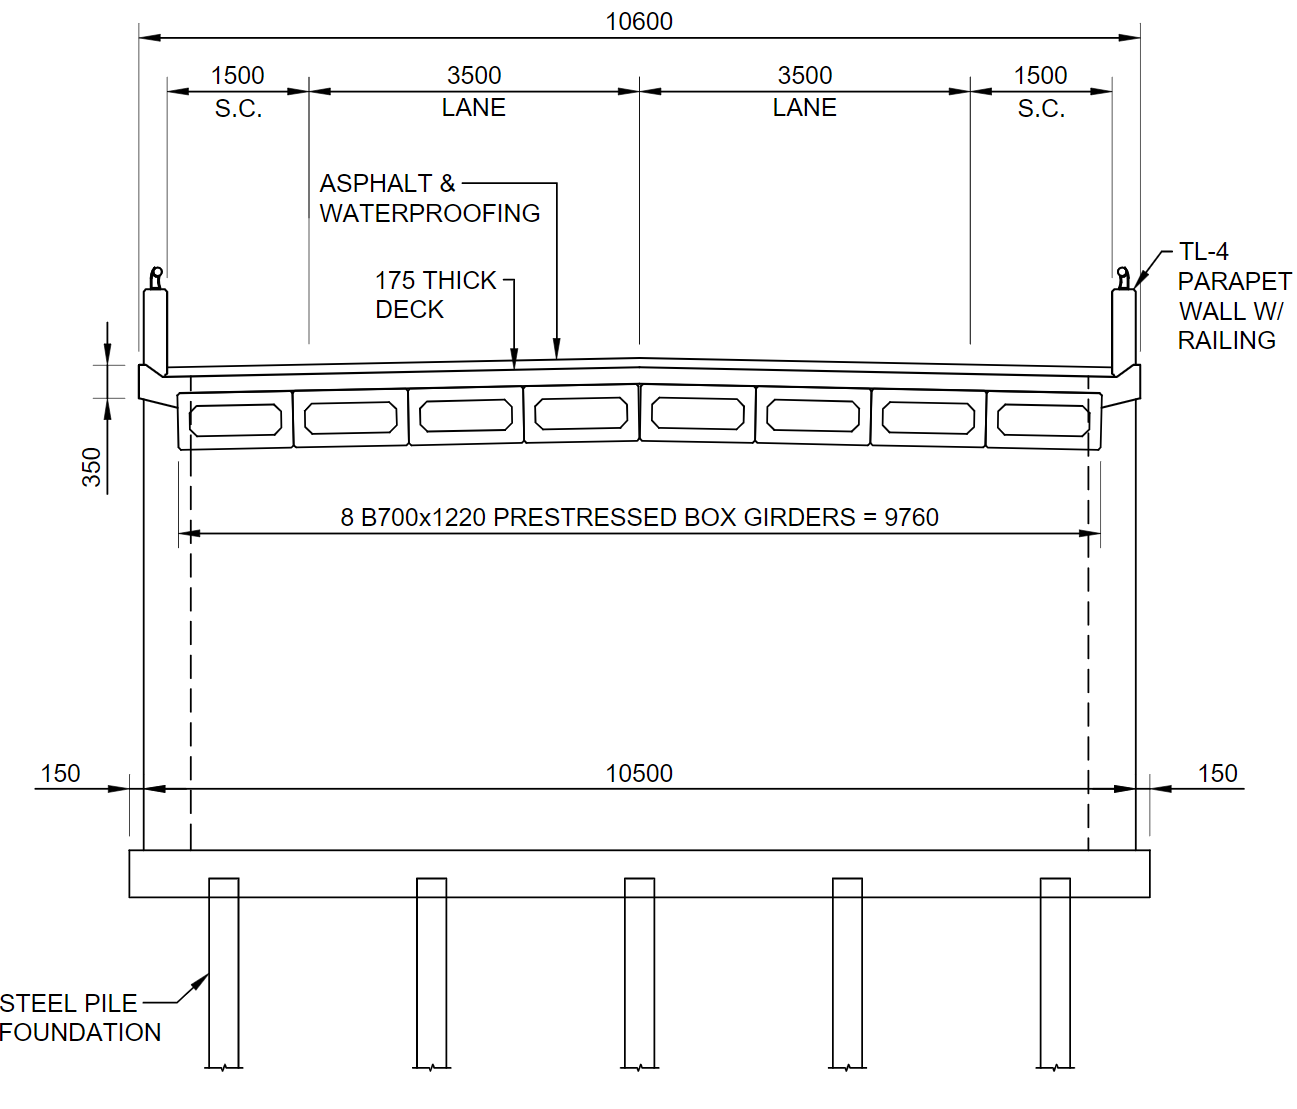 10600
1500
3500
3500
1500
S.C.
LANE
LANE
S.C.
ASPHALT &
WATERPROOFING
175 THICK
DECK
TL-4
PARAPET
WALL W/
RAILING
350
8 B700x1220 PRESTRESSED BOX GIRDERS = 9760
150
10500
150
STEEL PILE
FOUNDATION